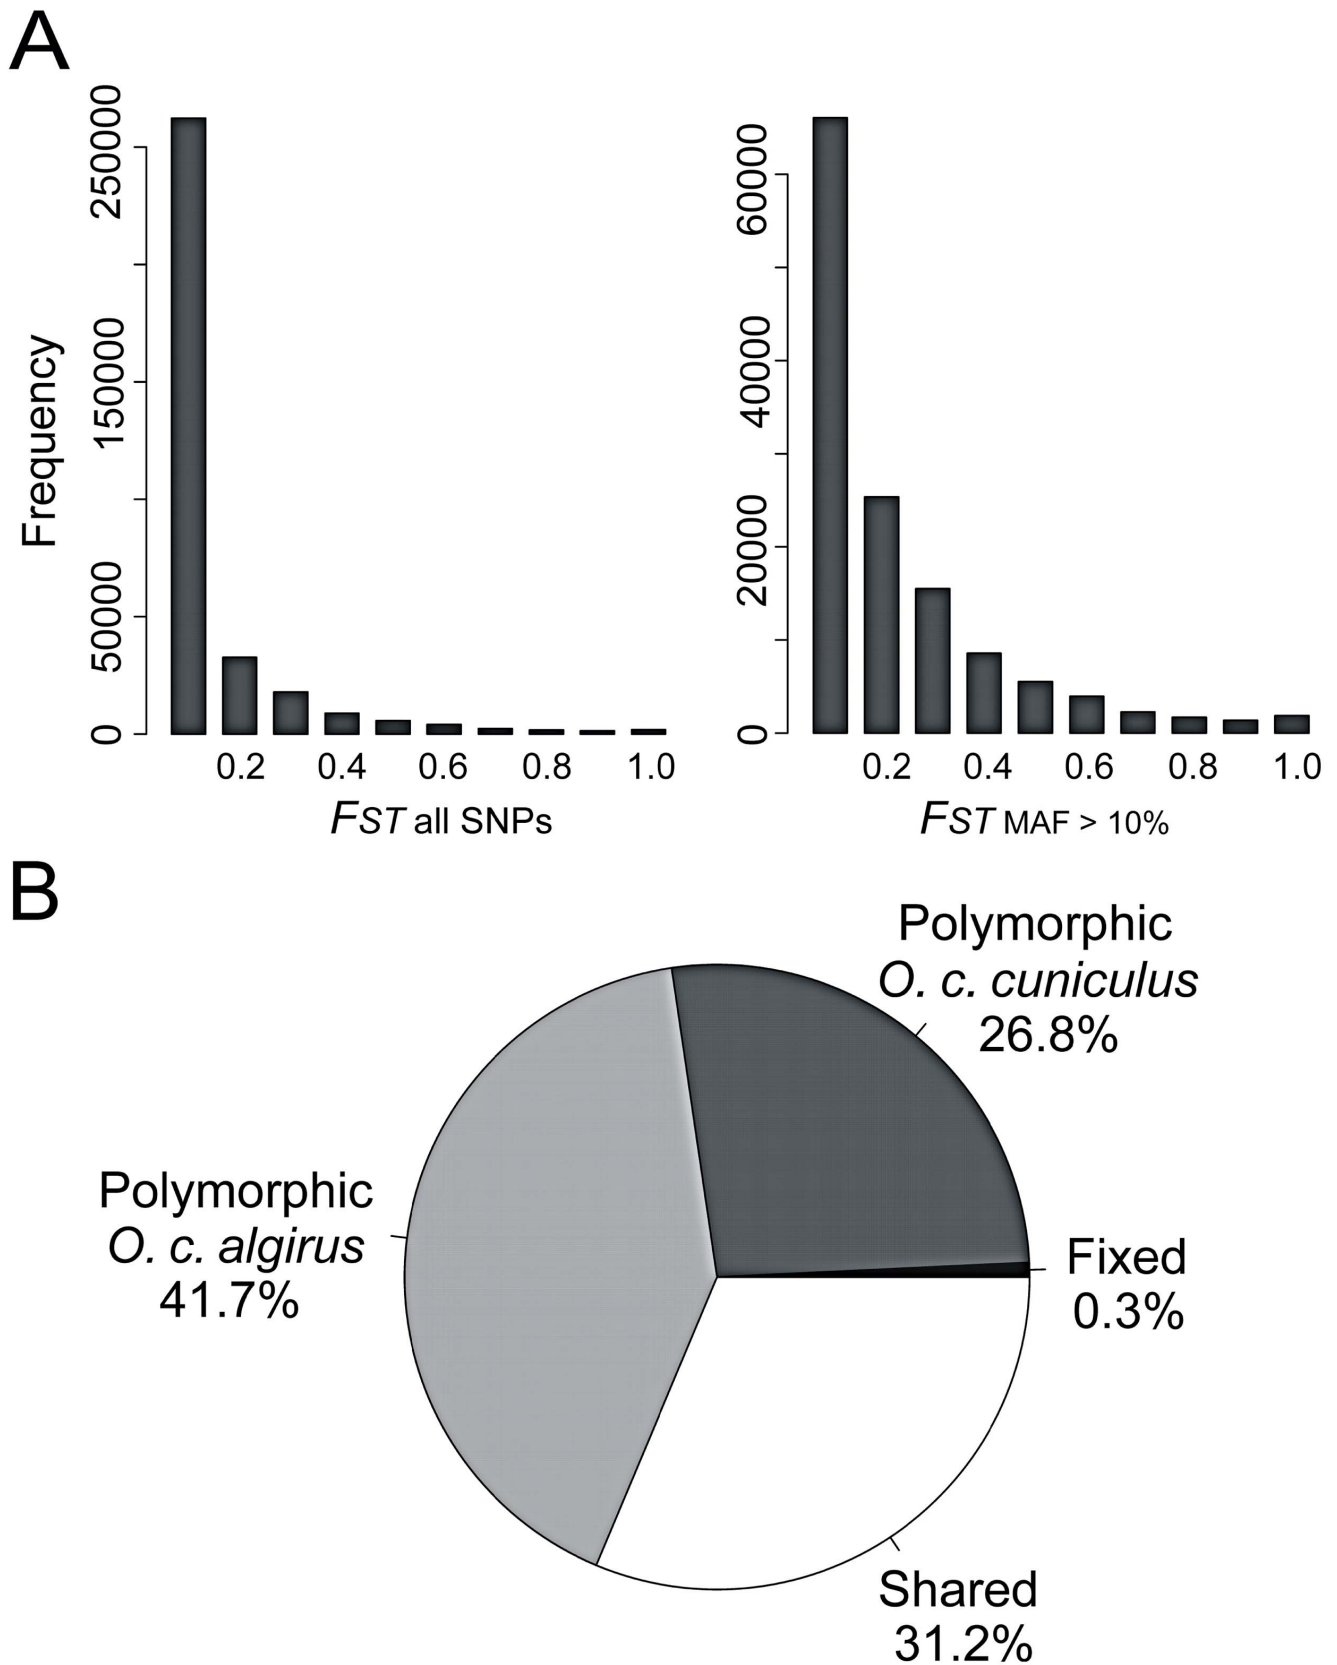 A
Frequency
250000
150000
50000
0
0.2 0.4 0.6 0.8 1.0
FST all SNPs
60000
40000
20000
0
0.2 0.4 0.6 0.8 1.0
FST MAF > 10%
B
Polymorphic
O. c. cuniculus
26.8%
Polymorphic
O. c. algirus
41.7%
Fixed
0.3%
Shared
31.2%